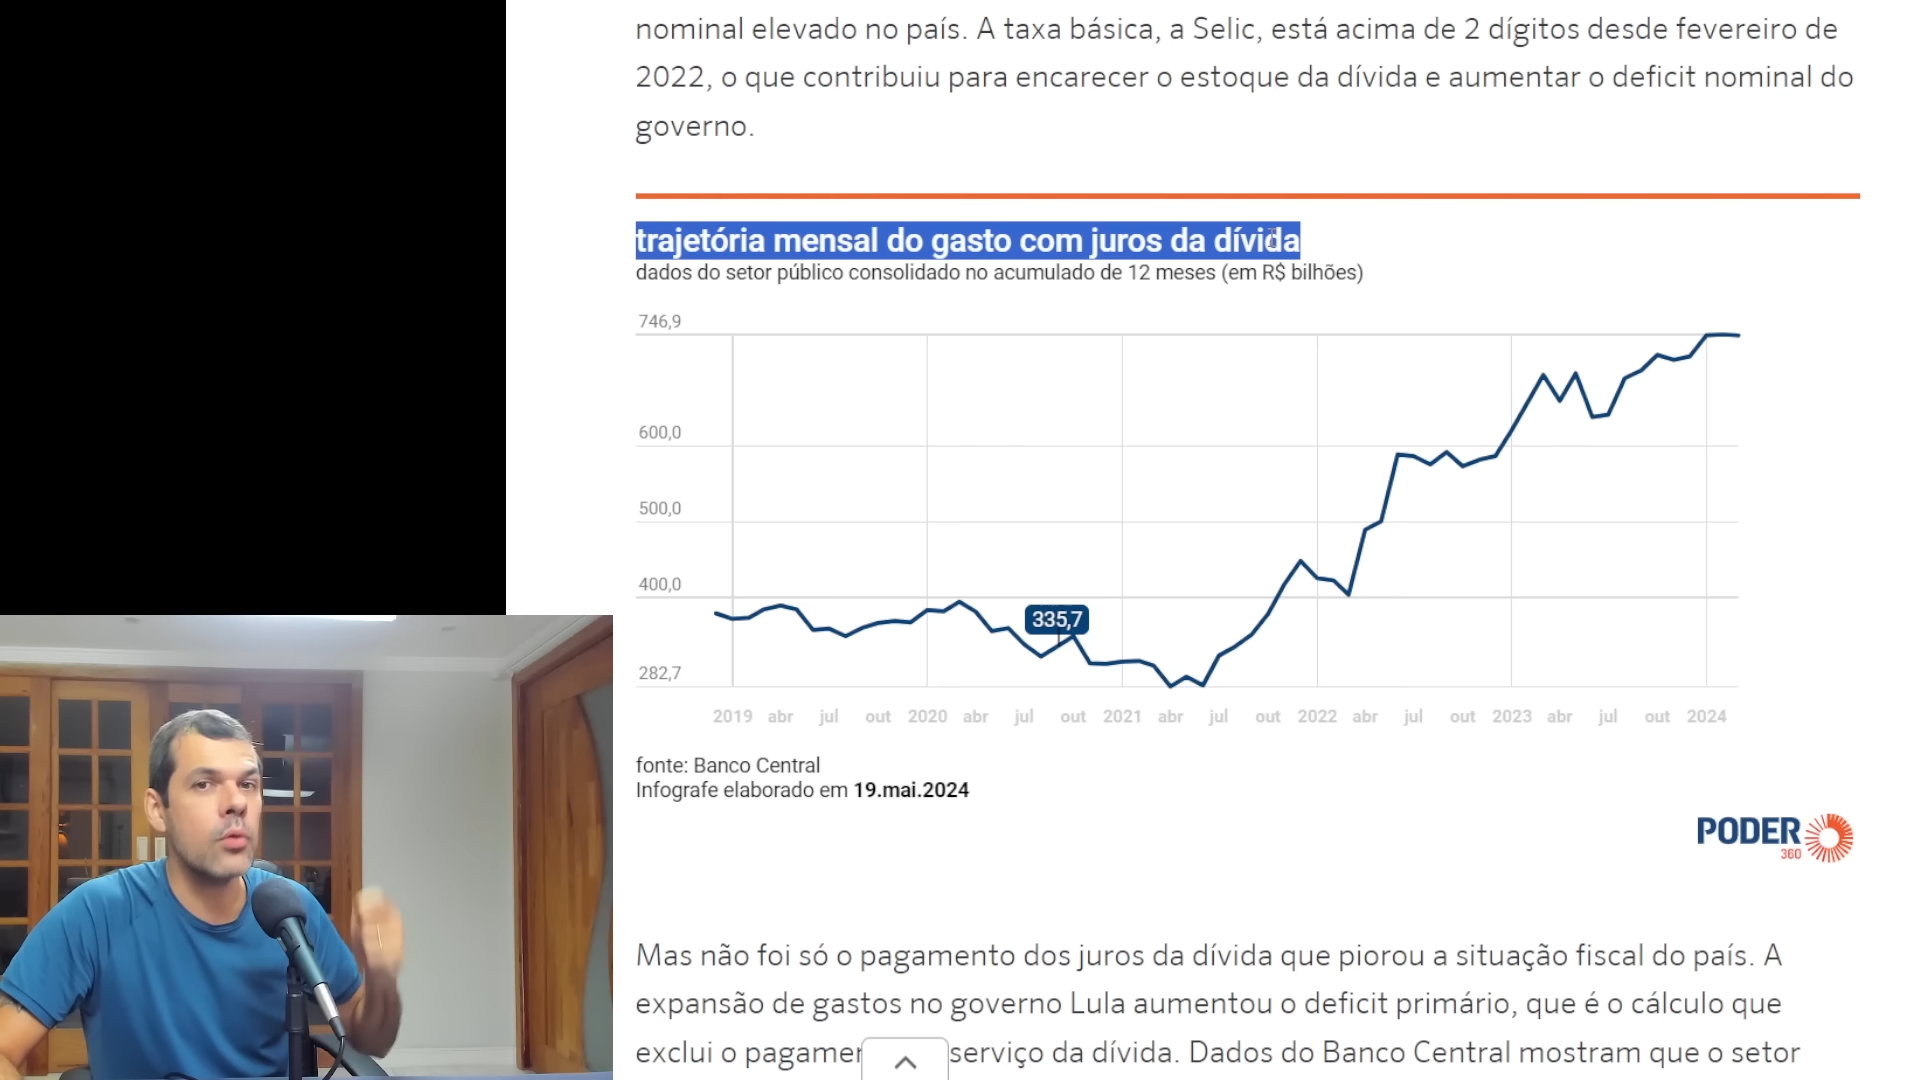 nominal elevado no país. A taxa básica, a Selic, está acima de 2 dígitos desde fevereiro de
2022, o que contribuiu para encarecer o estoque da dívida e aumentar o deficit nominal do
governo.
trajetória mensal do gasto com juros da dívida
dados do setor público consolidado no acumulado de 12 meses (em R$ bilhões)
746,9
600,0
500,0
400,0
335,7
282,7
2019 abr jul out 2020 abr jul out 2021 abr jul out 2022 abr jul out 2023 abr jul out 2024
fonte: Banco Central
Infografe elaborado em 19.mai.2024
PODER
360
Mas não foi só o pagamento dos juros da dívida que piorou a situação fiscal do país. A
expansão de gastos no governo Lula aumentou o deficit primário, que é o cálculo que
exclui o serviço da dívida. Dados do Banco Central mostram que o setor